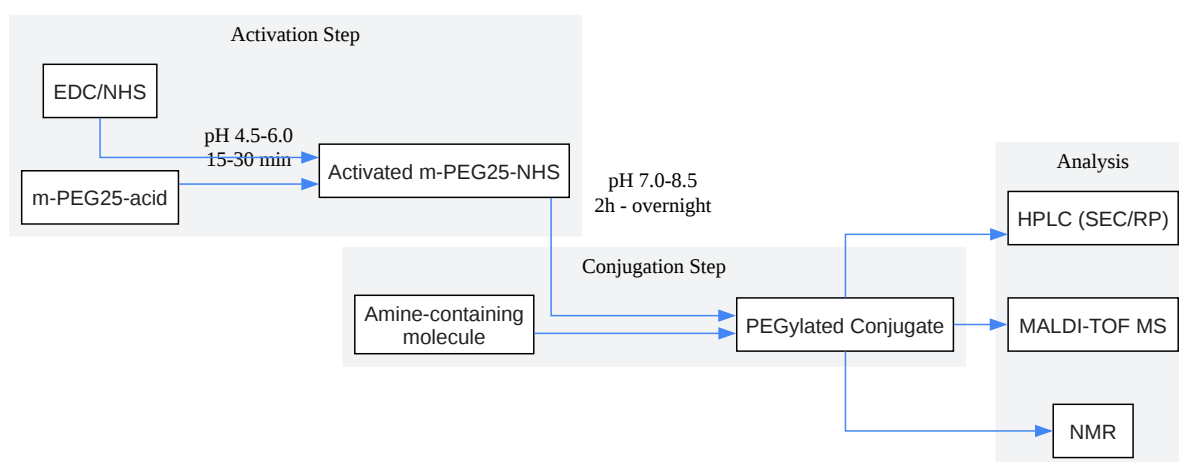 Activation Step
EDC/NHS
pH 4.5-6.0
15-30 min
m-PEG25-acid
Activated m-PEG25-NHS
pH 7.0-8.5
2h - overnight
Conjugation Step
Amine-containing
molecule
PEGylated Conjugate
Analysis
HPLC (SEC/RP)
MALDI-TOF MS
NMR